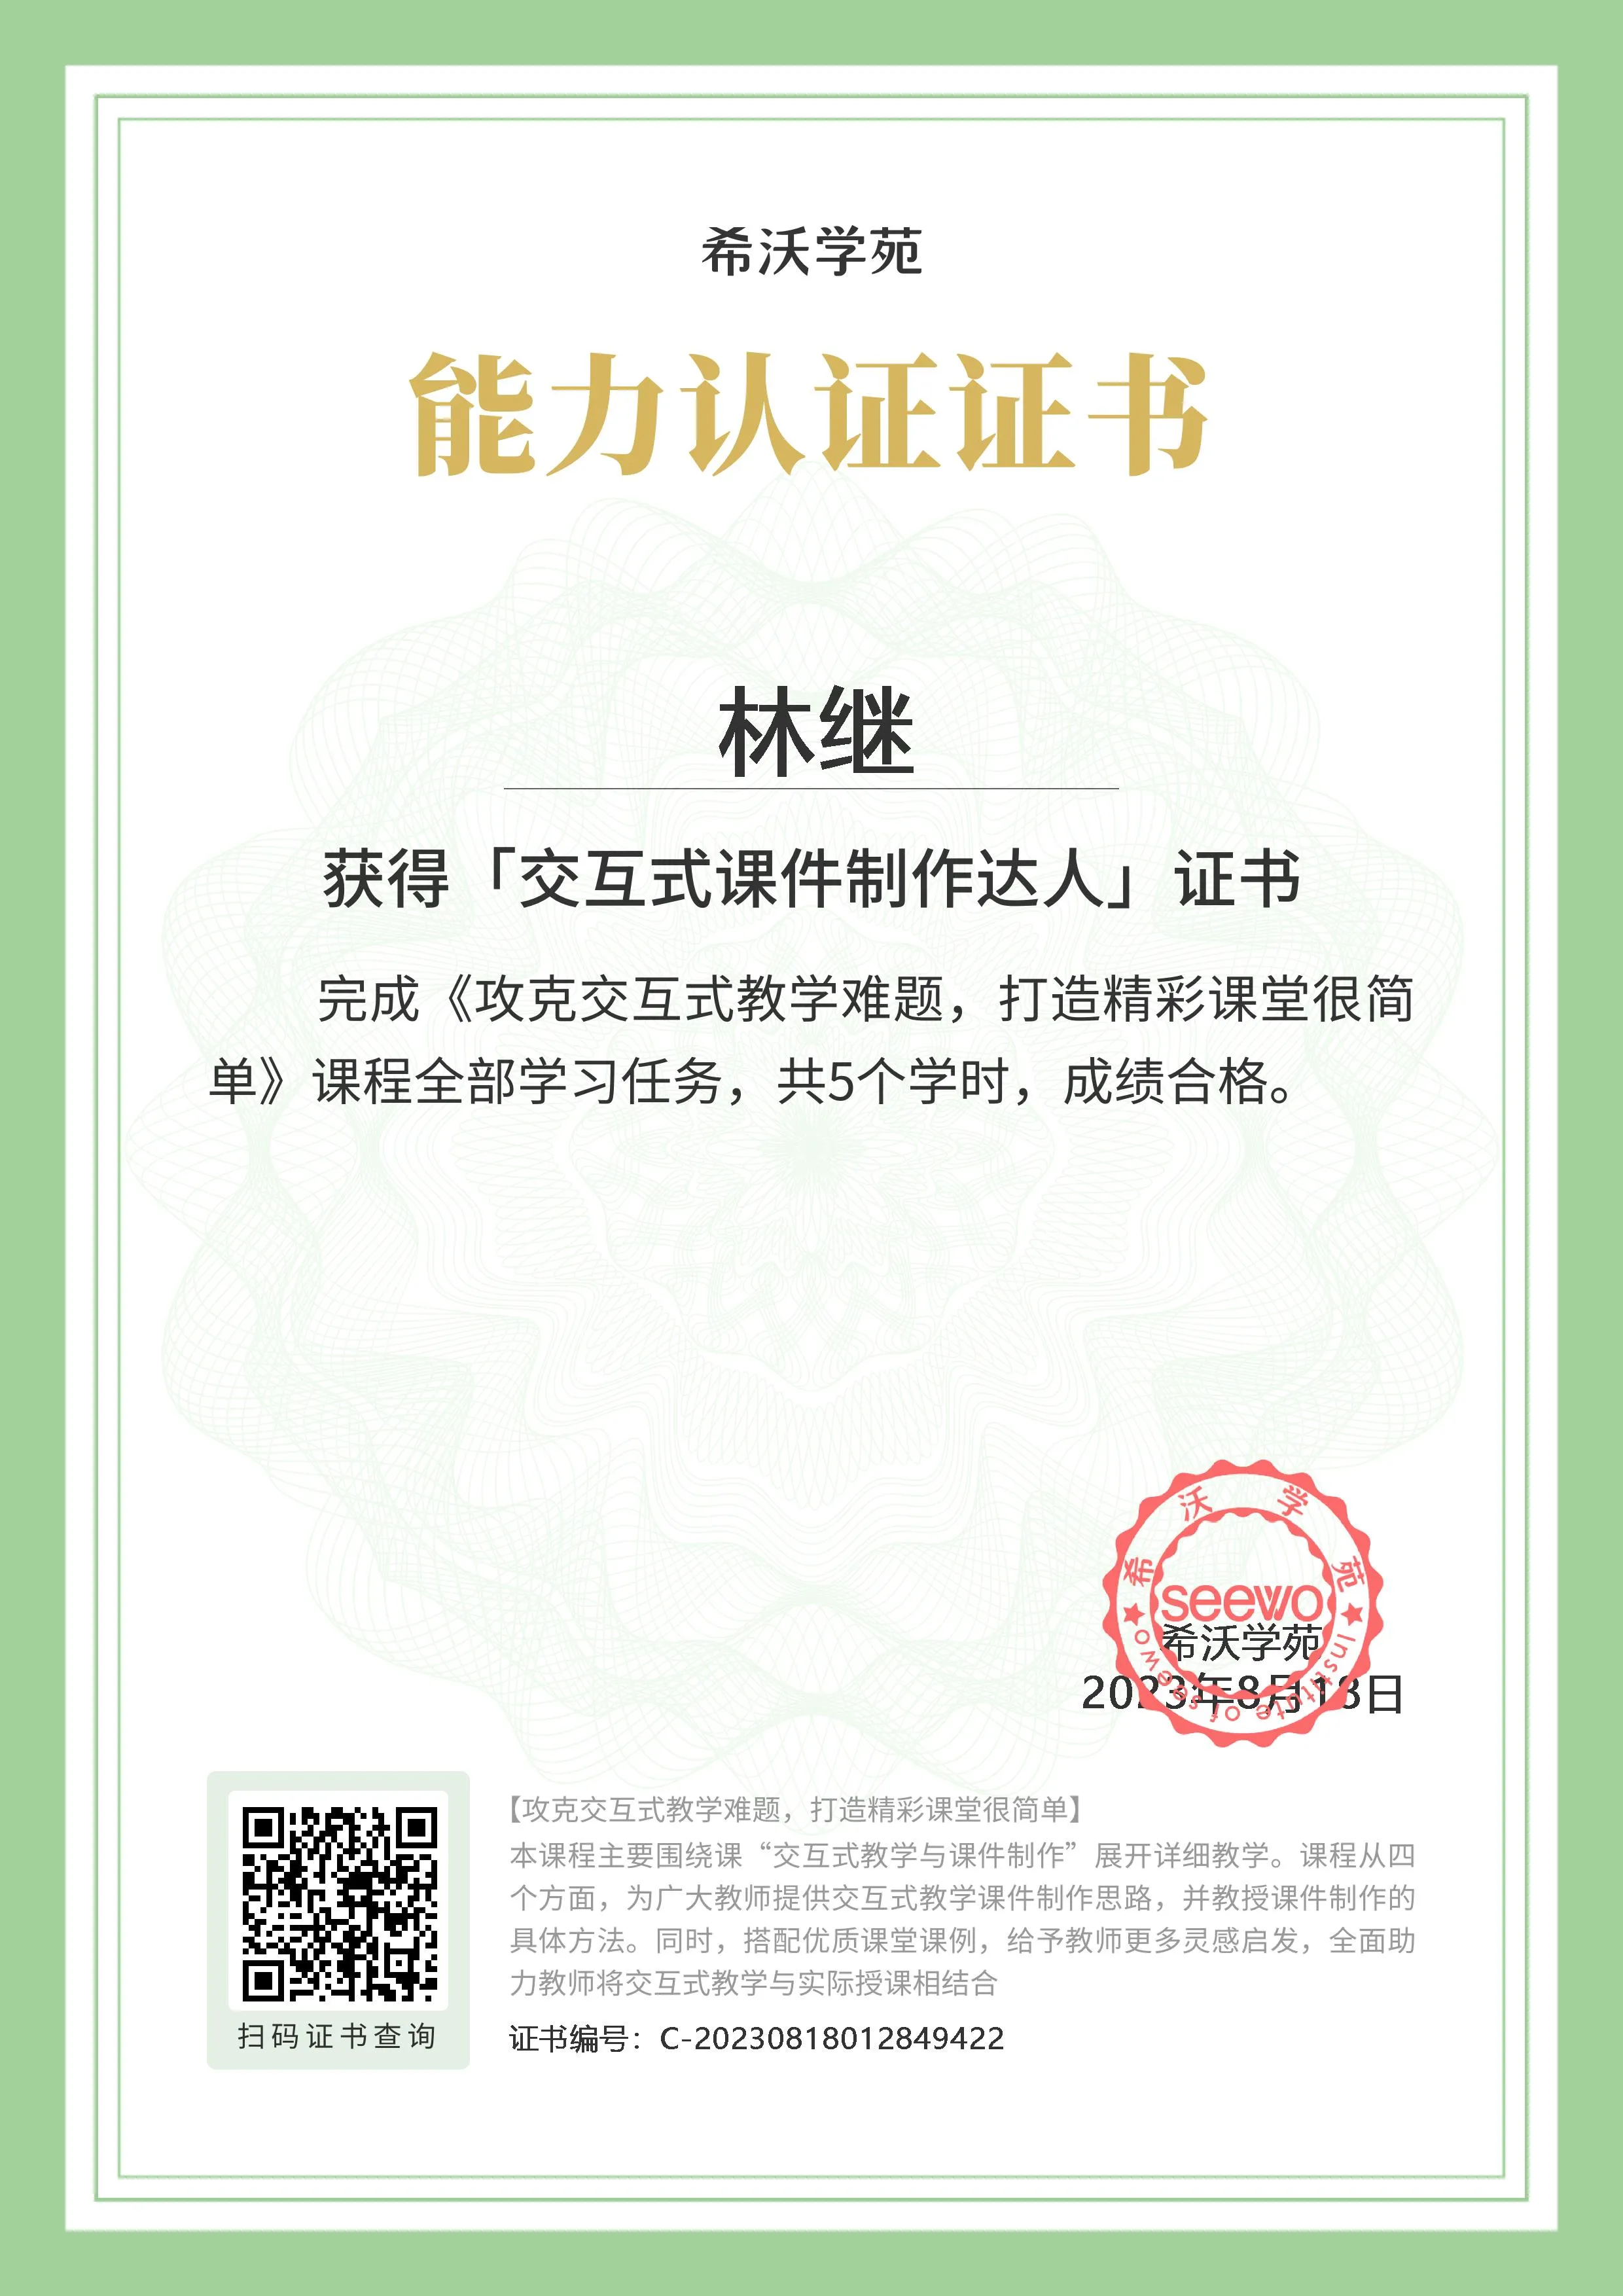 希沃学苑
能力认证证书
林继
获得「交互式课件制作达人」证书
完成《攻克交互式教学难题，打造精彩课堂很简
单》课程全部学习任务，共5个学时，成绩合格。
希沃学苑
seewo
Institute of seewo
希沃学苑
2023年8月18日
【攻克交互式教学难题，打造精彩课堂很简单】
本课程主要围绕课“交互式教学与课件制作”展开详细教学。课程从四
个方面，为广大教师提供交互式教学课件制作思路，并教授课件制作的
具体方法。同时，搭配优质课堂课例，给予教师更多灵感启发，全面助
力教师将交互式教学与实际授课相结合
扫码证书查询
证书编号：C-20230818012849422